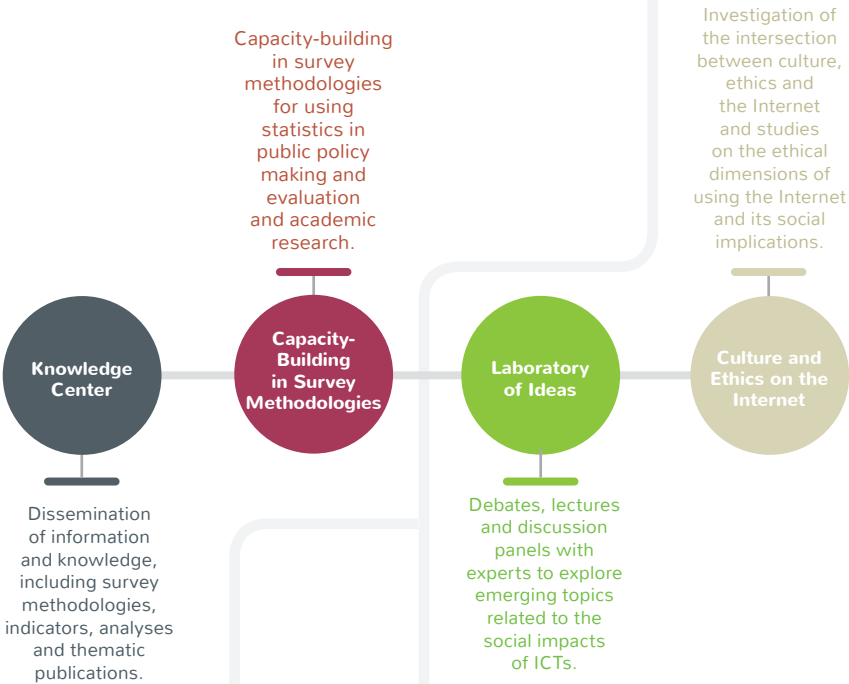 Capacity-building
in survey
methodologies
for using
statistics in
public policy
making and
evaluation
and academic
research.
Investigation of
the intersection
between culture,
ethics and
the Internet
and studies
on the ethical
dimensions of
using the Internet
and its social
implications.
Knowledge
Center
Capacity-
Building
in Survey
Methodologies
Laboratory
of Ideas
Culture and
Ethics on the
Internet
Dissemination
of information
and knowledge,
including survey
methodologies,
indicators, analyses
and thematic
publications.
Debates, lectures
and discussion
panels with
experts to explore
emerging topics
related to the
social impacts
of ICTs.